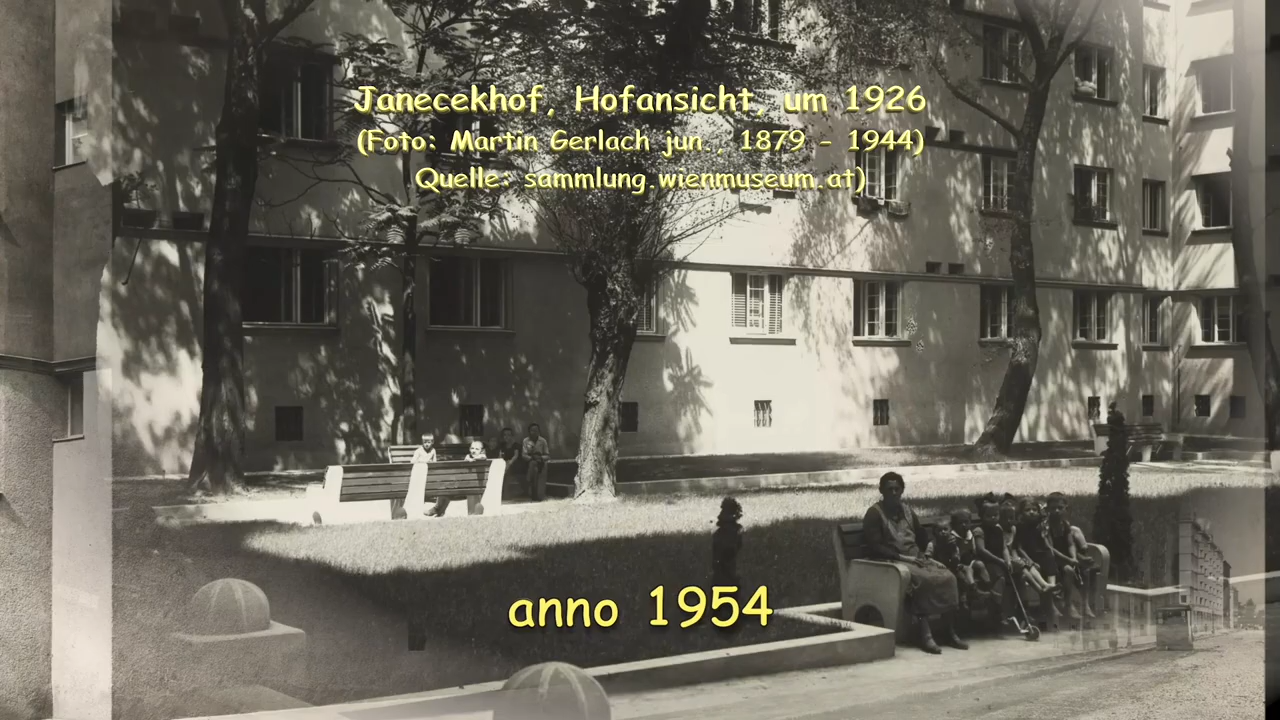 Janecekhof, Hofansicht, um 1926
(Foto: Martin Gerlach jun., 1879 - 1944)
Quelle: sammlung.wienmuseum.at)
anno 1954